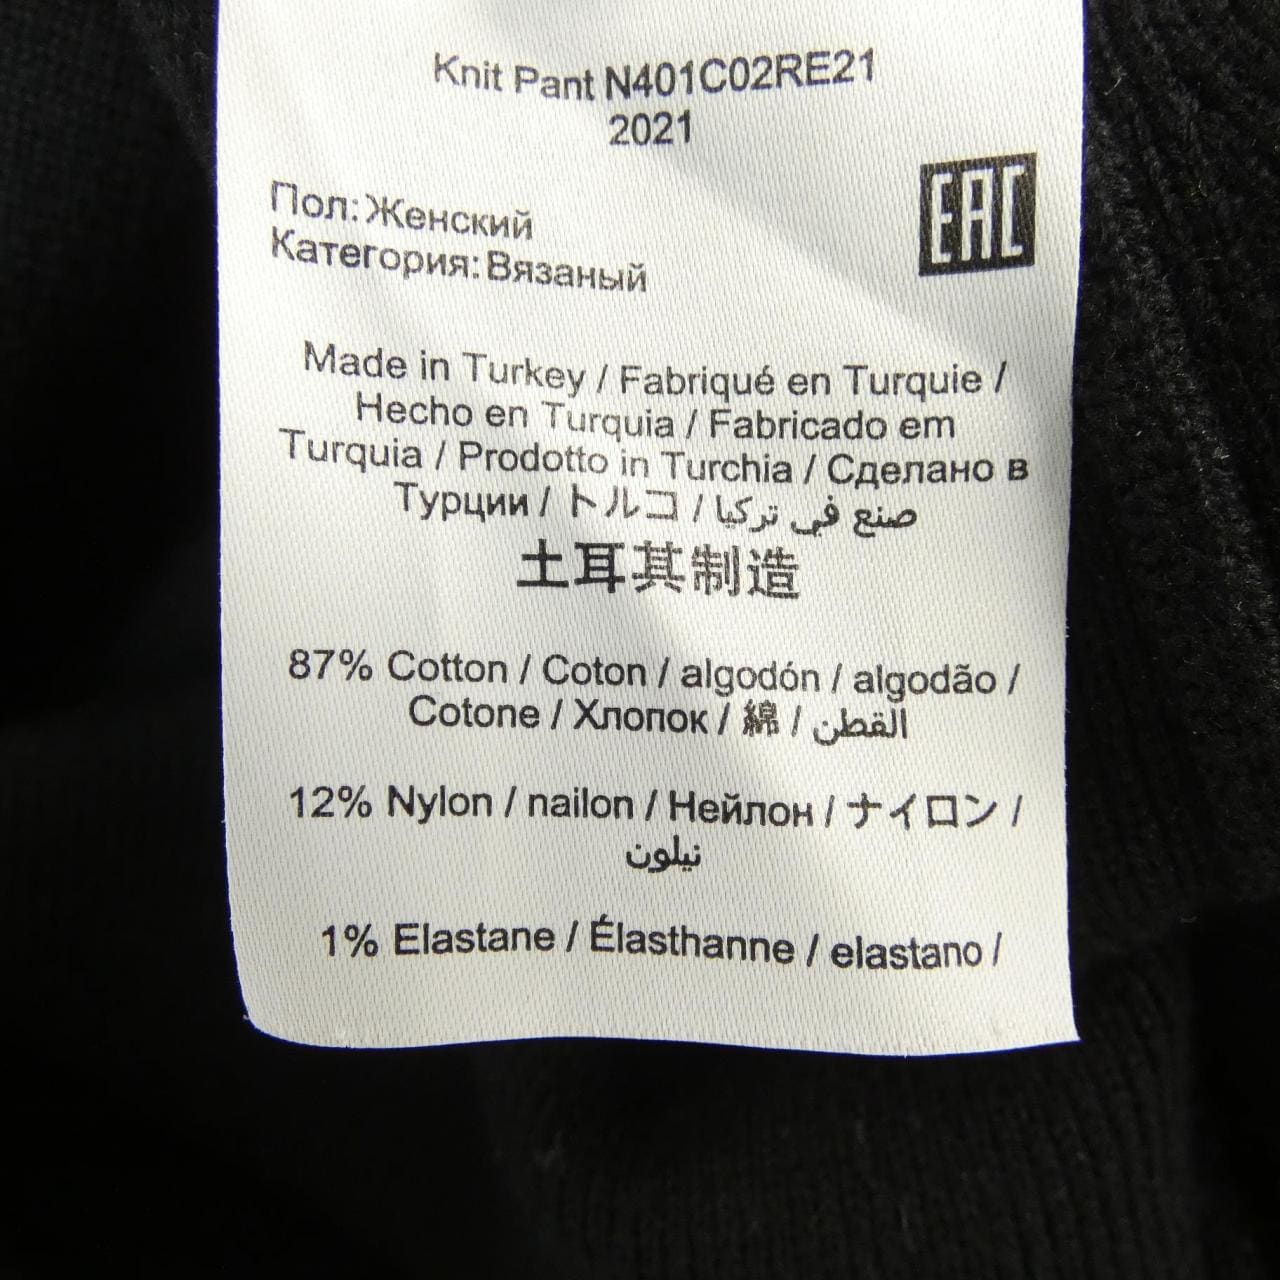 Knit Pant N401C02RE21
2021
EAC
Пол:Женский
Категория:Вязаный
Made in Turkey / Fabriqué en Turquie /
Hecho en Turquia / Fabricado em
Turquia / Prodotto in Turchia / Сделано в
Турции / トルコ / صنع في تركيا
土耳其制造
87% Cotton / Coton / algodón / algodão /
Cotone / Хлопок / 綿 / القطن
12% Nylon / nailon / Нейлон / ナイロン /
نيلون
1% Elastane / Élasthanne / elastano /